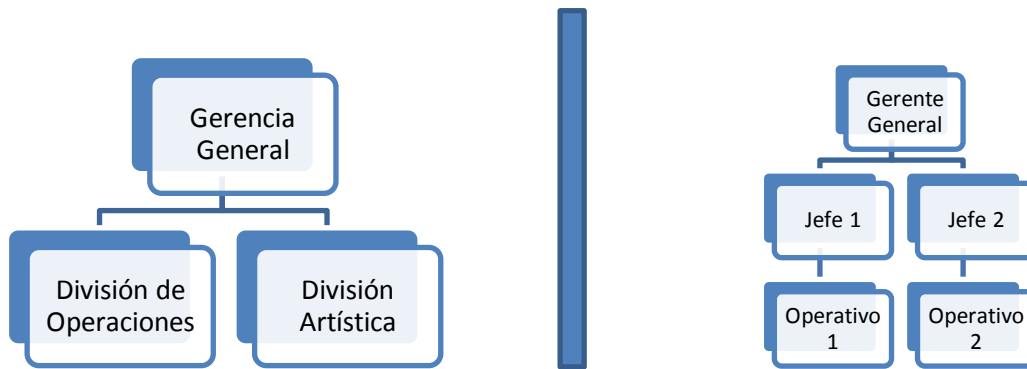 Gerencia
General
División de
Operaciones
División
Artística
Gerente
General
Jefe 1
Jefe 2
Operativo
1
Operativo
2